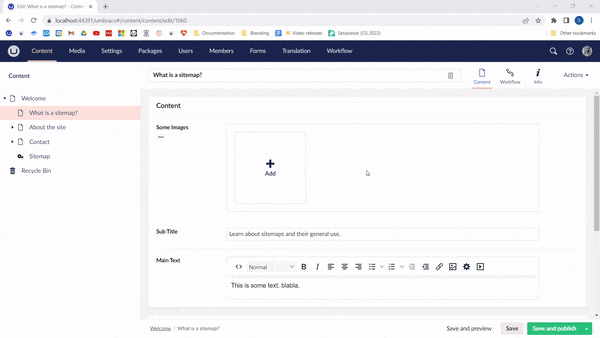 Edit: What is a sitemap? - Content
localhost:44391/umbraco#/content/content/edit/1060
Documentation
Branding
Video releases
Sessionize (CG 2022)
Other bookmarks
Content
Media
Settings
Packages
Users
Members
Forms
Translation
Workflow
Content
What is a sitemap?
Content
Workflow
Info
Actions
Welcome
What is a sitemap?
About the site
Contact
Sitemap
Recycle Bin
Content
Some Images
Add
Sub Title
Learn about sitemaps and their general use.
Main Text
Normal
B
I
This is some text. blabla.
Welcome / What is a sitemap?
Save and preview
Save
Save and publish